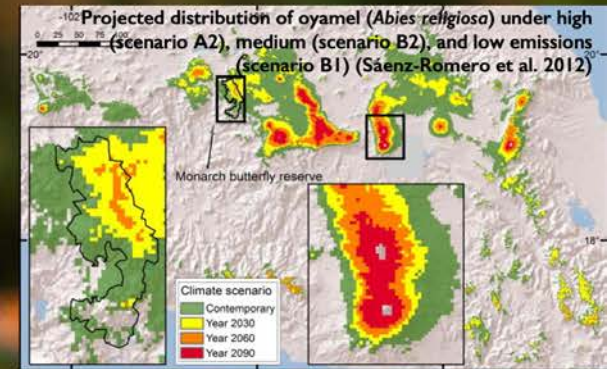 Projected distribution of oyamel (Abies religiosa) under high
(scenario A2), medium (scenario B2), and low emissions
(scenario B1) (Sáenz-Romero et al. 2012)
-102°
20°
20°
0 25 50 100
Monarch butterfly reserve
18°
Climate scenario
Contemporary
Year 2030
Year 2060
Year 2090